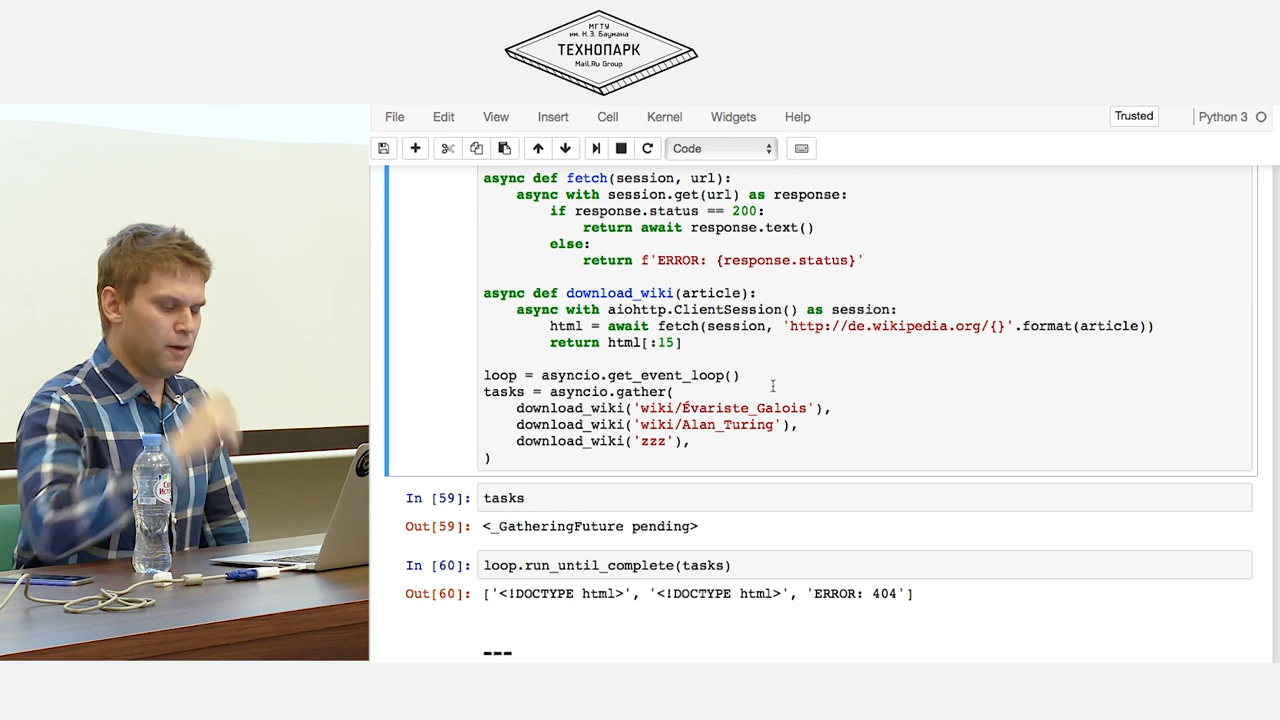 МГТУ
им. Н.Э. Баумана
ТЕХНОПАРК
Mail.Ru Group
File Edit View Insert Cell Kernel Widgets Help Trusted Python 3
Code
async def fetch(session, url):
    async with session.get(url) as response:
        if response.status == 200:
            return await response.text()
        else:
            return f'ERROR: {response.status}'
async def download_wiki(article):
    async with aiohttp.ClientSession() as session:
        html = await fetch(session, 'http://de.wikipedia.org/{}'.format(article))
        return html[:15]
loop = asyncio.get_event_loop()
tasks = asyncio.gather(
    download_wiki('wiki/Évariste_Galois'),
    download_wiki('wiki/Alan_Turing'),
    download_wiki('zzz'),
)
In [59]: tasks
Out[59]: <_GatheringFuture pending>
In [60]: loop.run_until_complete(tasks)
Out[60]: ['<!DOCTYPE html>', '<!DOCTYPE html>', 'ERROR: 404']
---